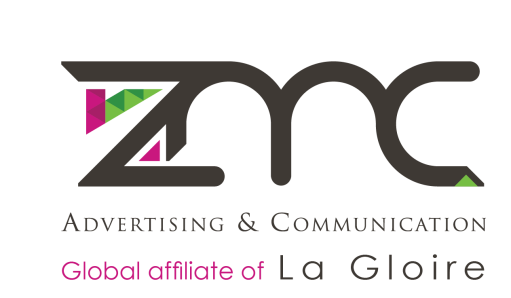 ZMC
Advertising & Communication
Global affiliate of La Gloire